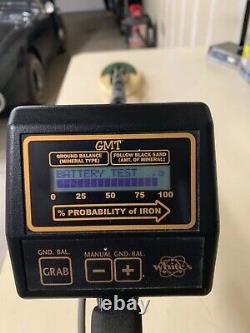 GMT
GROUND BALANCE
(MINERAL TYPE)
FOLLOW BLACK SAND
(AMT. OF MINERAL)
BATTERY TEST
0 25 50 75 100
% PROBABILITY of IRON
GND. BAL.
MANUAL GND. BAL.
GRAB
- +
White's